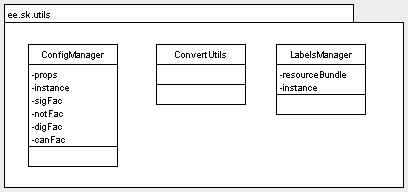 ee.sk.utils
ConfigManager
-props
-instance
-sigFac
-notFac
-digFac
-canFac
ConvertUtils
LabelsManager
-resourceBundle
-instance